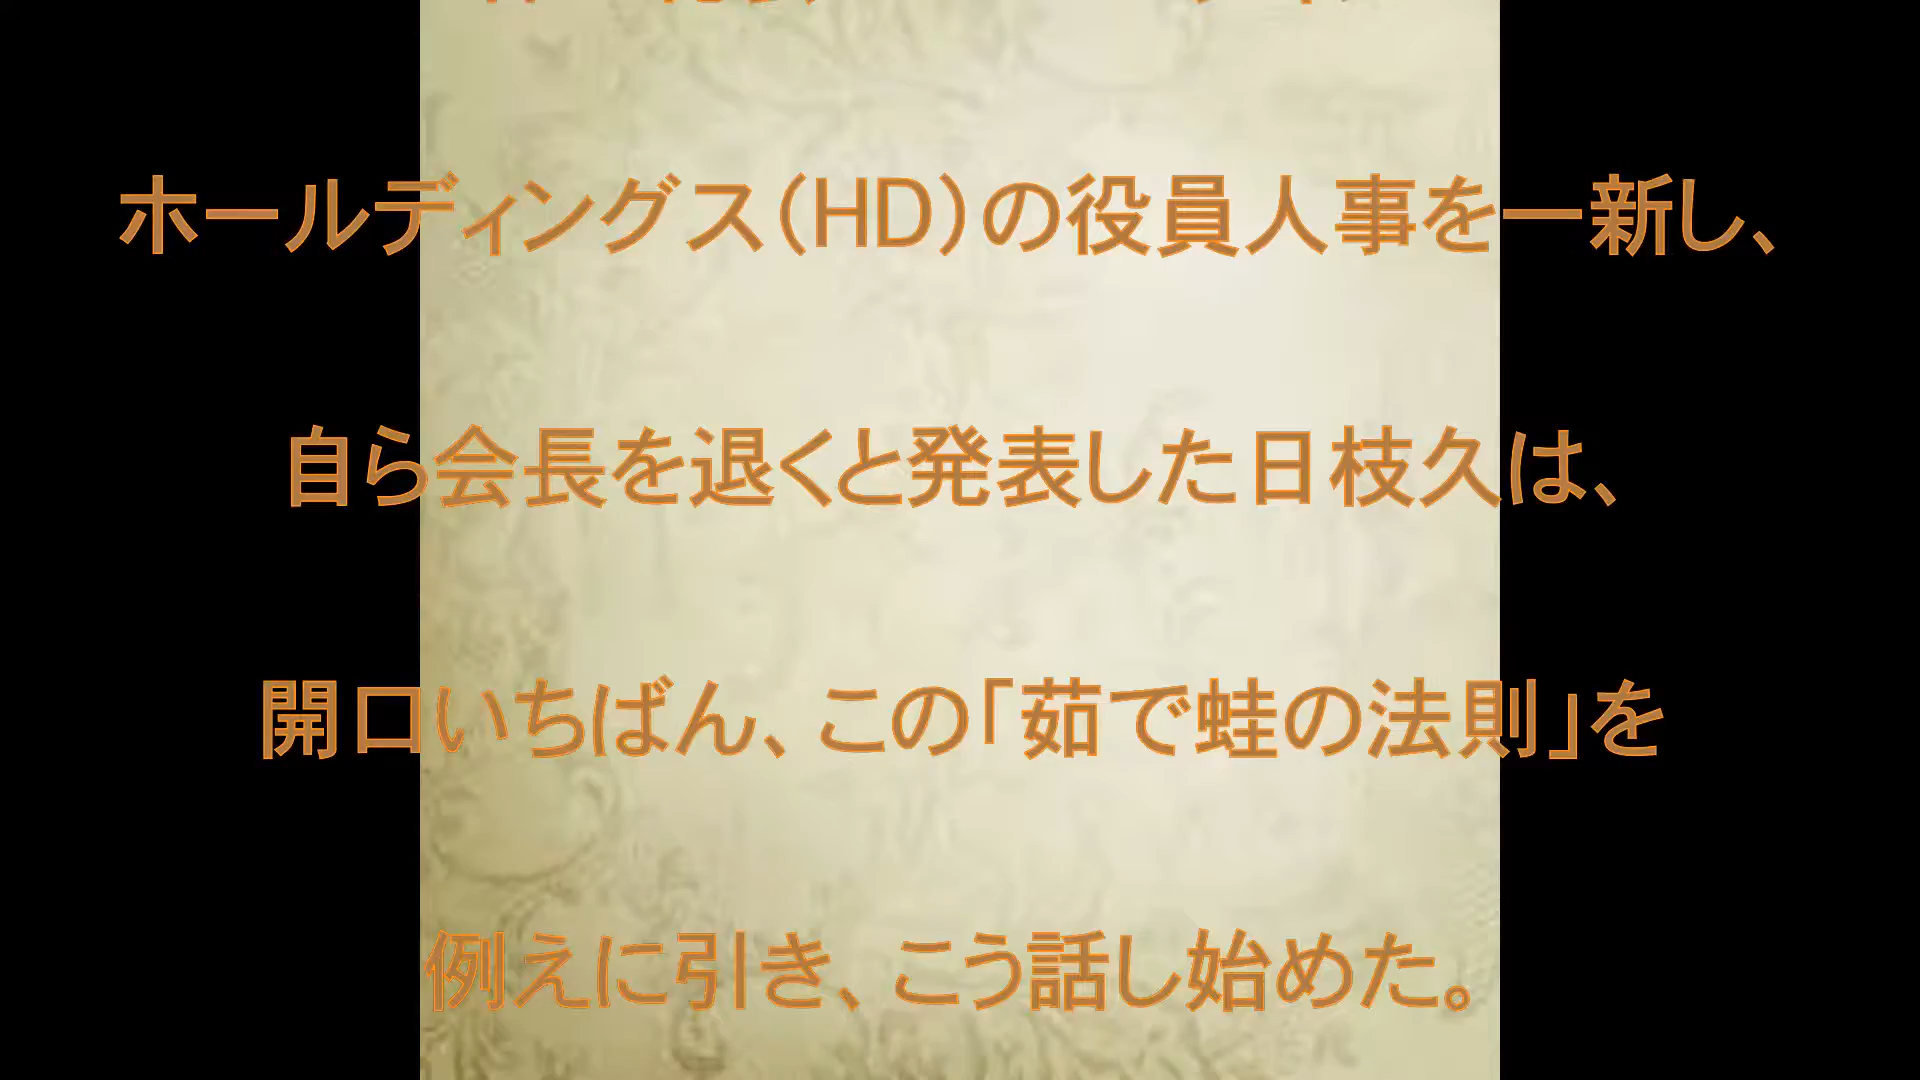 ホールディングス（HD）の役員人事を一新し、
自ら会長を退くと発表した日枝久は、
開口いちばん、この「茹で蛙の法則」を
例えに引き、こう話し始めた。